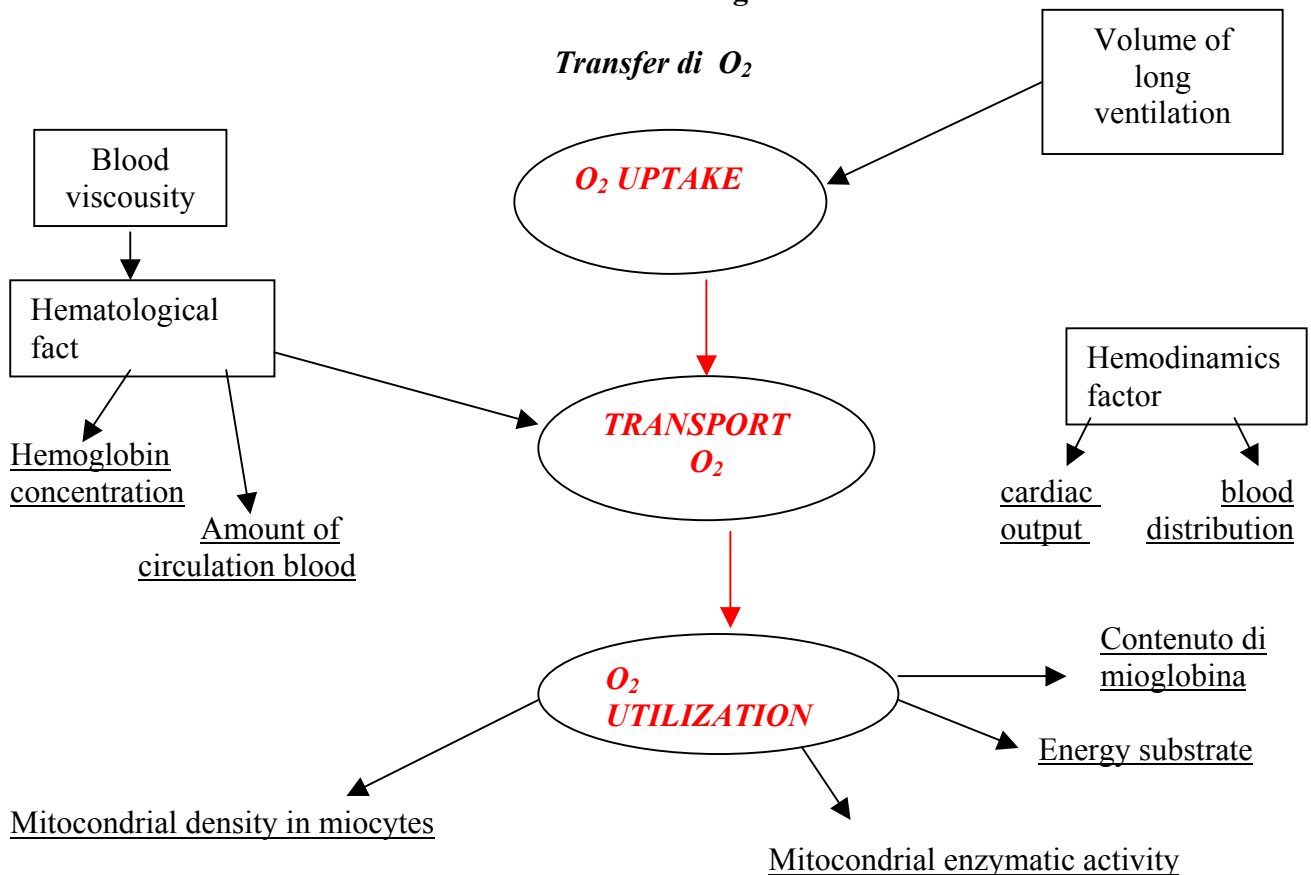 Transfer di O₂
Volume of
long
ventilation
Blood
viscousity
O₂ UPTAKE
Hematological
fact
Hemodinamics
factor
TRANSPORT
O₂
Hemoglobin
concentration
cardiac
output
blood
distribution
Amount of
circulation blood
Contenuto di
mioglobina
O₂
UTILIZATION
Energy substrate
Mitocondrial density in miocytes
Mitocondrial enzymatic activity